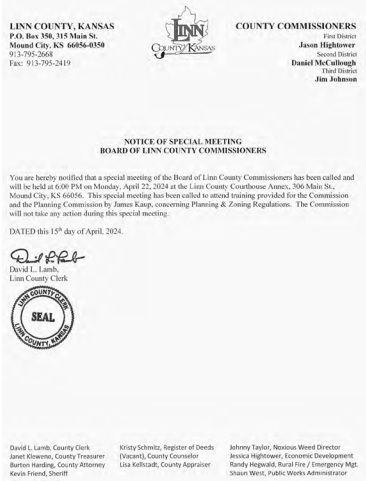 LINN COUNTY, KANSAS
P.O. Box 350, 315 Main St.
Mound City, KS 66056-0350
913-795-2668
Fax: 913-795-2419
LINN
COUNTY KANSAS
COUNTY COMMISSIONERS
First District
Jason Hightower
Second District
Daniel McCullough
Third District
Jim Johnson
NOTICE OF SPECIAL MEETING
BOARD OF LINN COUNTY COMMISSIONERS
You are hereby notified that a special meeting of the Board of Linn County Commissioners has been called and
will be held at 6:00 PM on Monday, April 22, 2024 at the Linn County Courthouse Annex, 306 Main St.,
Mound City, KS 66056. This special meeting has been called to attend training provided for the Commission
and the Planning Commission by James Kaup, concerning Planning & Zoning Regulations. The Commission
will not take any action during this special meeting.
DATED this 15th day of April, 2024.
David L. Lamb,
Linn County Clerk
LINN COUNTY CLERK
SEAL
LINN COUNTY, KANSAS
David L. Lamb, County Clerk
Janet Kleweno, County Treasurer
Burton Harding, County Attorney
Kevin Friend, Sheriff
Kristy Schmitz, Register of Deeds
(Vacant), County Counselor
Lisa Kellstadt, County Appraiser
Johnny Taylor, Noxious Weed Director
Jessica Hightower, Economic Development
Randy Hegwald, Rural Fire / Emergency Mgt.
Shaun West, Public Works Administrator